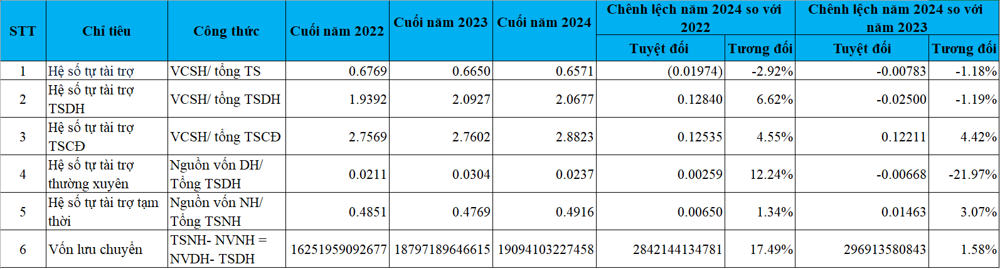 STT Chỉ tiêu Công thức Cuối năm 2022 Cuối năm 2023 Cuối năm 2024 Chênh lệch năm 2024 so với 2022 Chênh lệch năm 2024 so với năm 2023
Tuyệt đối Tương đối Tuyệt đối Tương đối
1 Hệ số tự tài trợ VCSH/ tổng TS 0.6769 0.6650 0.6571 (0.01974) -2.92% -0.00783 -1.18%
2 Hệ số tự tài trợ TSDH VCSH/ tổng TSDH 1.9392 2.0927 2.0677 0.12840 6.62% -0.02500 -1.19%
3 Hệ số tự tài trợ TSCĐ VCSH/ tổng TSCĐ 2.7569 2.7602 2.8823 0.12535 4.55% 0.12211 4.42%
4 Hệ số tự tài trợ thường xuyên Nguồn vốn DH/ Tổng TSDH 0.0211 0.0304 0.0237 0.00259 12.24% -0.00668 -21.97%
5 Hệ số tự tài trợ tạm thời Nguồn vốn NH/ Tổng TSNH 0.4851 0.4769 0.4916 0.00650 1.34% 0.01463 3.07%
6 Vốn lưu chuyển TSNH- NVNH = NVDH- TSDH 16251959092677 18797189646615 19094103227458 2842144134781 17.49% 296913580843 1.58%